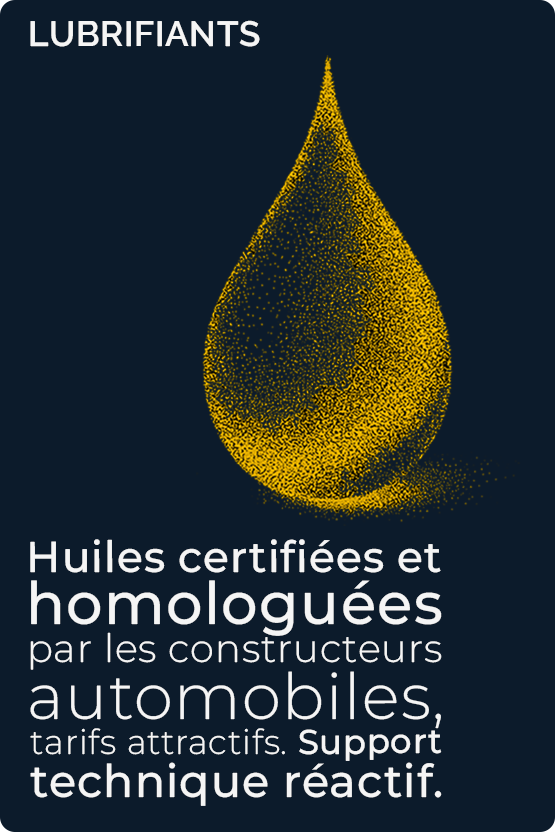 LUBRIFIANTS
Huiles certifiées et
homologuées
par les constructeurs
automobiles,
tarifs attractifs. Support
technique réactif.